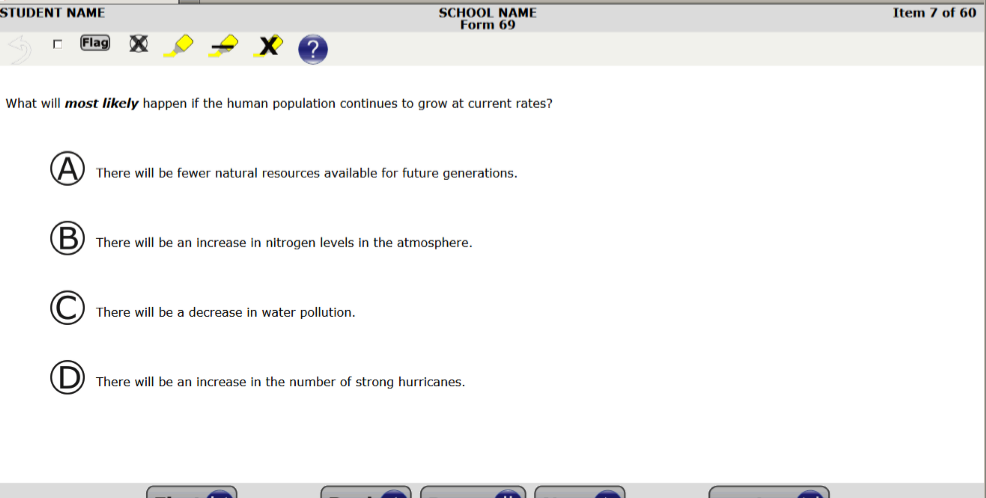 STUDENT NAME
SCHOOL NAME
Item 7 of 60
Form 69
Flag
X
?
What will most likely happen if the human population continues to grow at current rates?
A There will be fewer natural resources available for future generations.
B There will be an increase in nitrogen levels in the atmosphere.
C There will be a decrease in water pollution.
D There will be an increase in the number of strong hurricanes.